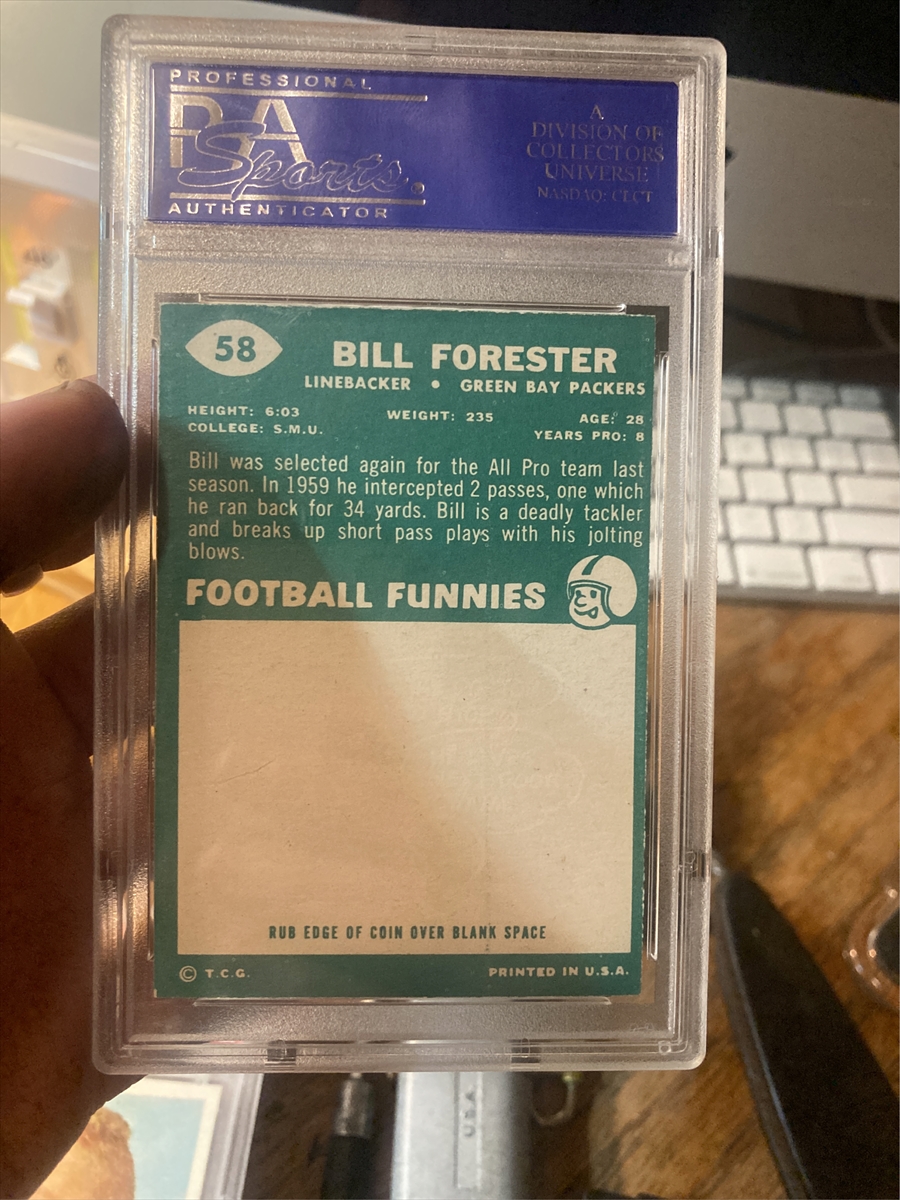 PROFESSIONAL
PSA
Sports®
AUTHENTICATOR
A
DIVISION OF
COLLECTORS
UNIVERSE
NASDAQ: CLCT
58
BILL FORESTER
LINEBACKER • GREEN BAY PACKERS
HEIGHT: 6:03 WEIGHT: 235 AGE: 28
COLLEGE: S.M.U. YEARS PRO: 8
Bill was selected again for the All Pro team last
season. In 1959 he intercepted 2 passes, one which
he ran back for 34 yards. Bill is a deadly tackler
and breaks up short pass plays with his jolting
blows.
FOOTBALL FUNNIES
RUB EDGE OF COIN OVER BLANK SPACE
© T.C.G. PRINTED IN U.S.A.
USA